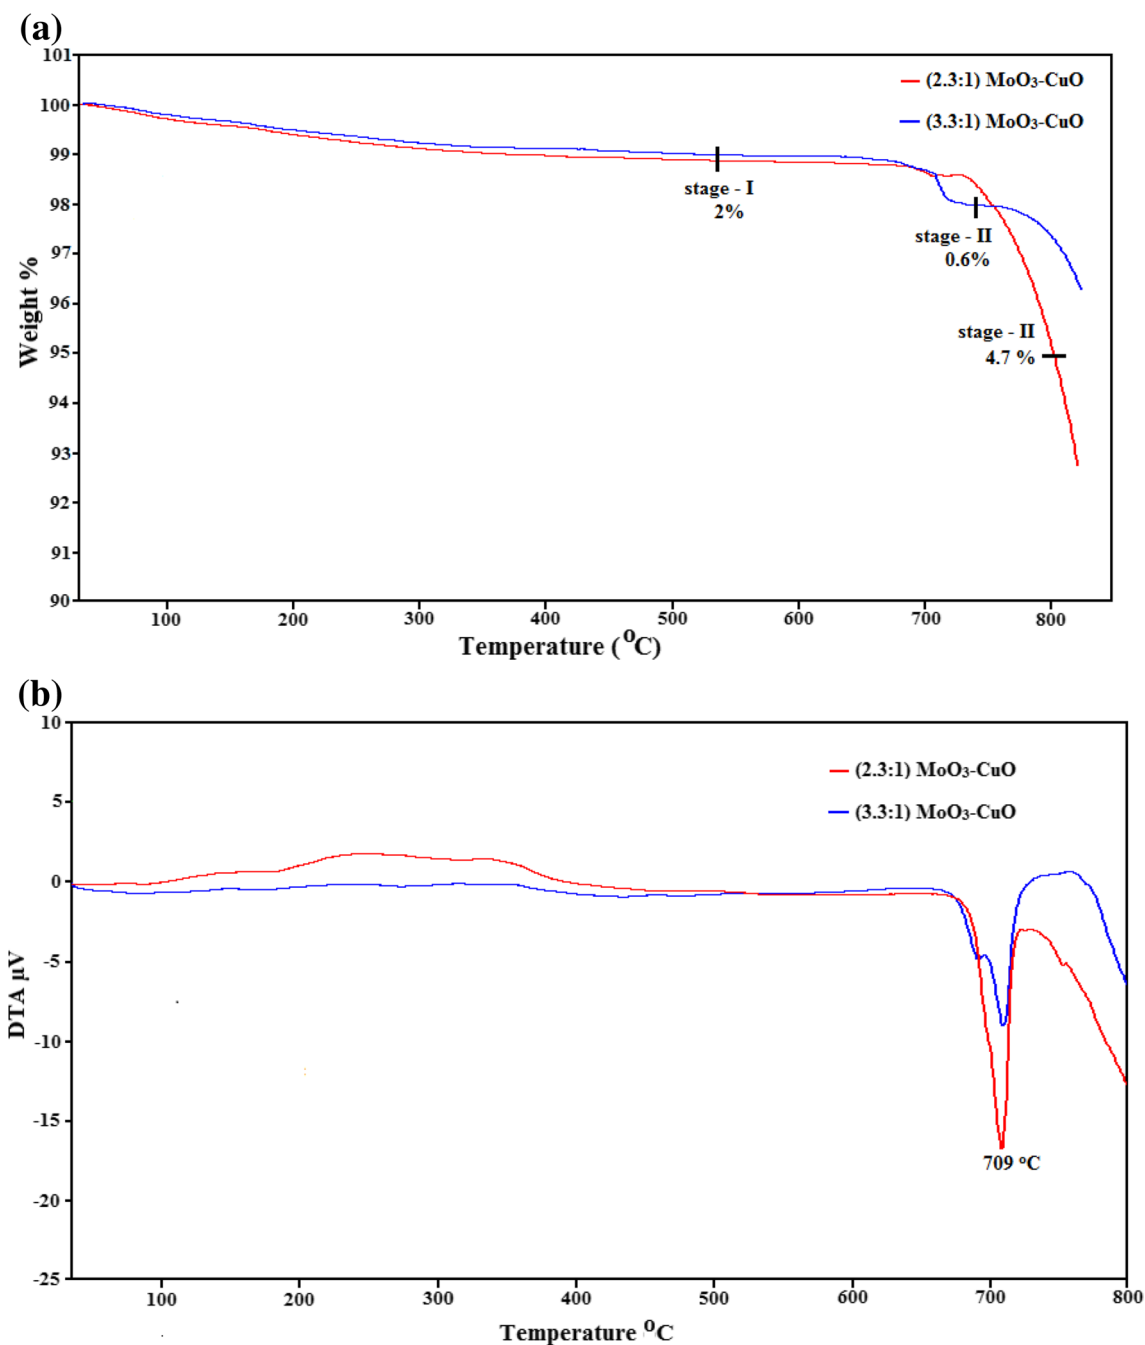 (a)
101
100
99
98
97
96
95
94
93
92
91
90
Weight %
(2.3:1) MoO₃-CuO
(3.3:1) MoO₃-CuO
stage - I
2%
stage - II
0.6%
stage - II
4.7 %
100 200 300 400 500 600 700 800
Temperature (⁰C)
(b)
10
5
0
-5
-10
-15
-20
-25
DTA µV
(2.3:1) MoO₃-CuO
(3.3:1) MoO₃-CuO
709 ᵒC
100 200 300 400 500 600 700 800
Temperature ⁰C